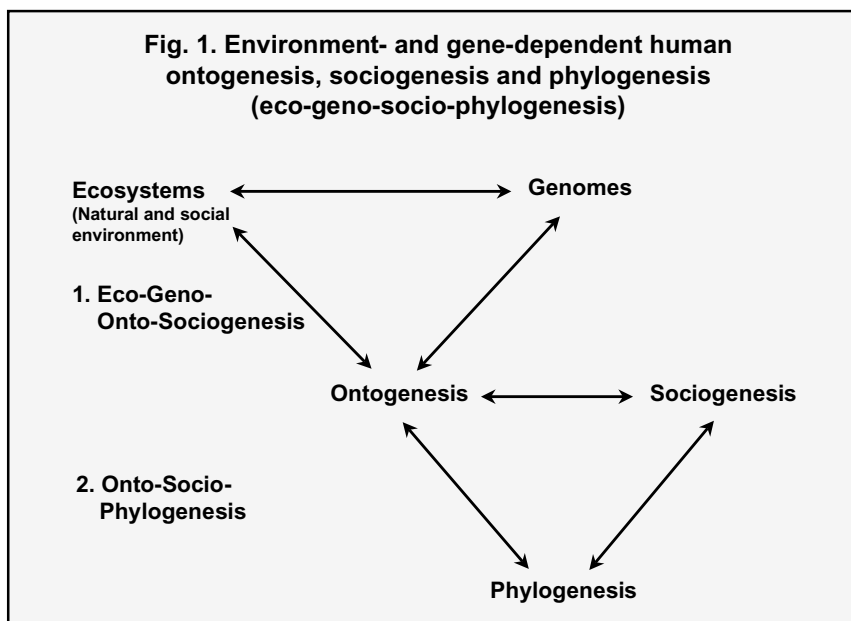 Fig. 1. Environment- and gene-dependent human
ontogenesis, sociogenesis and phylogenesis
(eco-geno-socio-phylogenesis)
Ecosystems
(Natural and social
environment)
Genomes
1. Eco-Geno-
Onto-Sociogenesis
Ontogenesis
Sociogenesis
2. Onto-Socio-
Phylogenesis
Phylogenesis